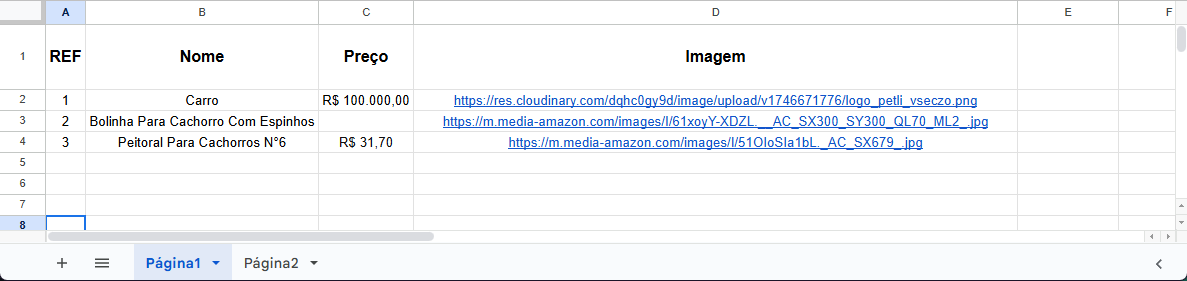 A B C D E F
1 REF Nome Preço Imagem
2 1 Carro R$ 100.000,00 https://res.cloudinary.com/dqhc0gy9d/image/upload/v1746671776/logo_petli_vseczo.png
3 2 Bolinha Para Cachorro Com Espinhos https://m.media-amazon.com/images/I/61xoyY-XDZL.__AC_SX300_SY300_QL70_ML2_.jpg
4 3 Peitoral Para Cachorros N°6 R$ 31,70 https://m.media-amazon.com/images/I/51OIoSIa1bL._AC_SX679_.jpg
5
6
7
8
Página1 Página2